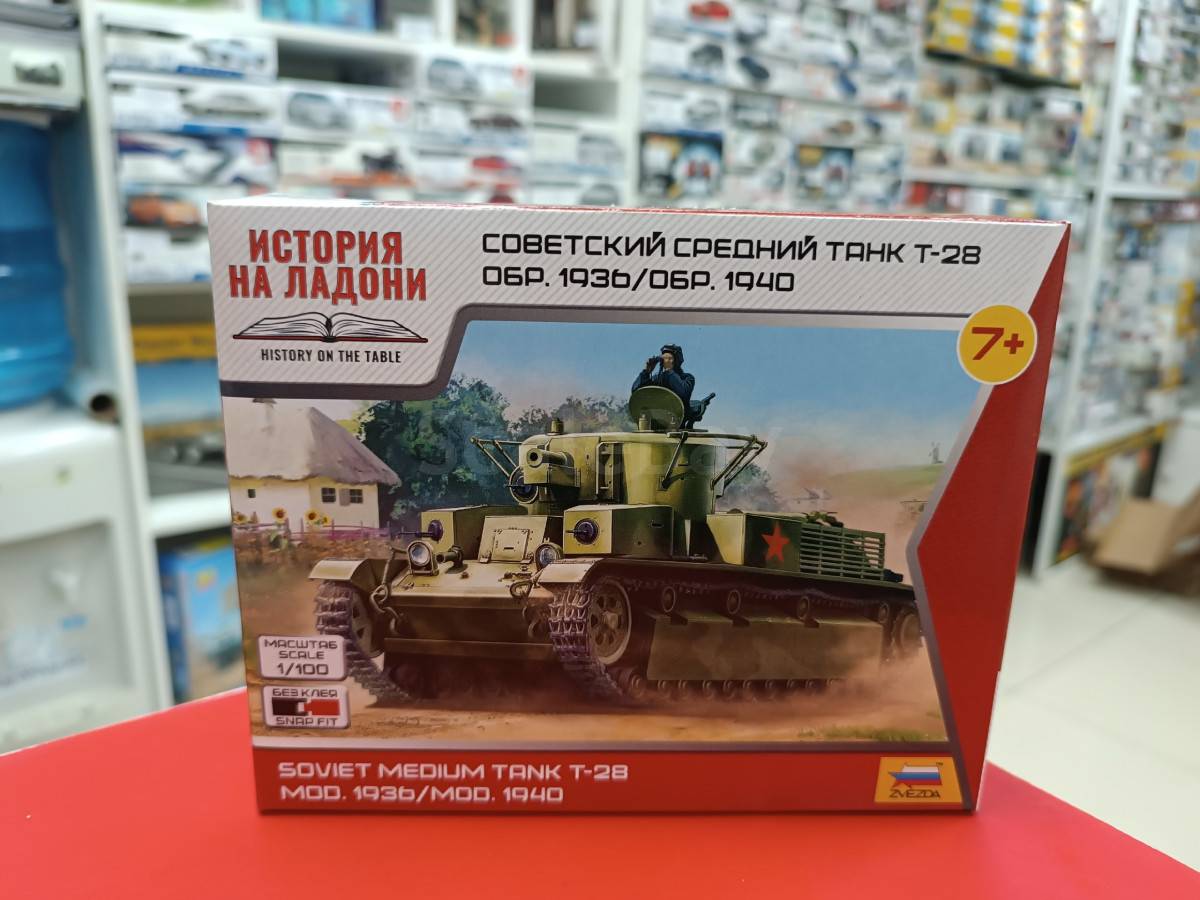 ИСТОРИЯ
НА ЛАДОНИ
HISTORY ON THE TABLE
СОВЕТСКИЙ СРЕДНИЙ ТАНК Т-28
ОБР. 1936/ОБР. 1940
7+
МАСШТАБ
SCALE
1/100
БЕЗ КЛЕЯ
SNAP FIT
SOVIET MEDIUM TANK T-28
MOD. 1936/MOD. 1940
ZVEZDA